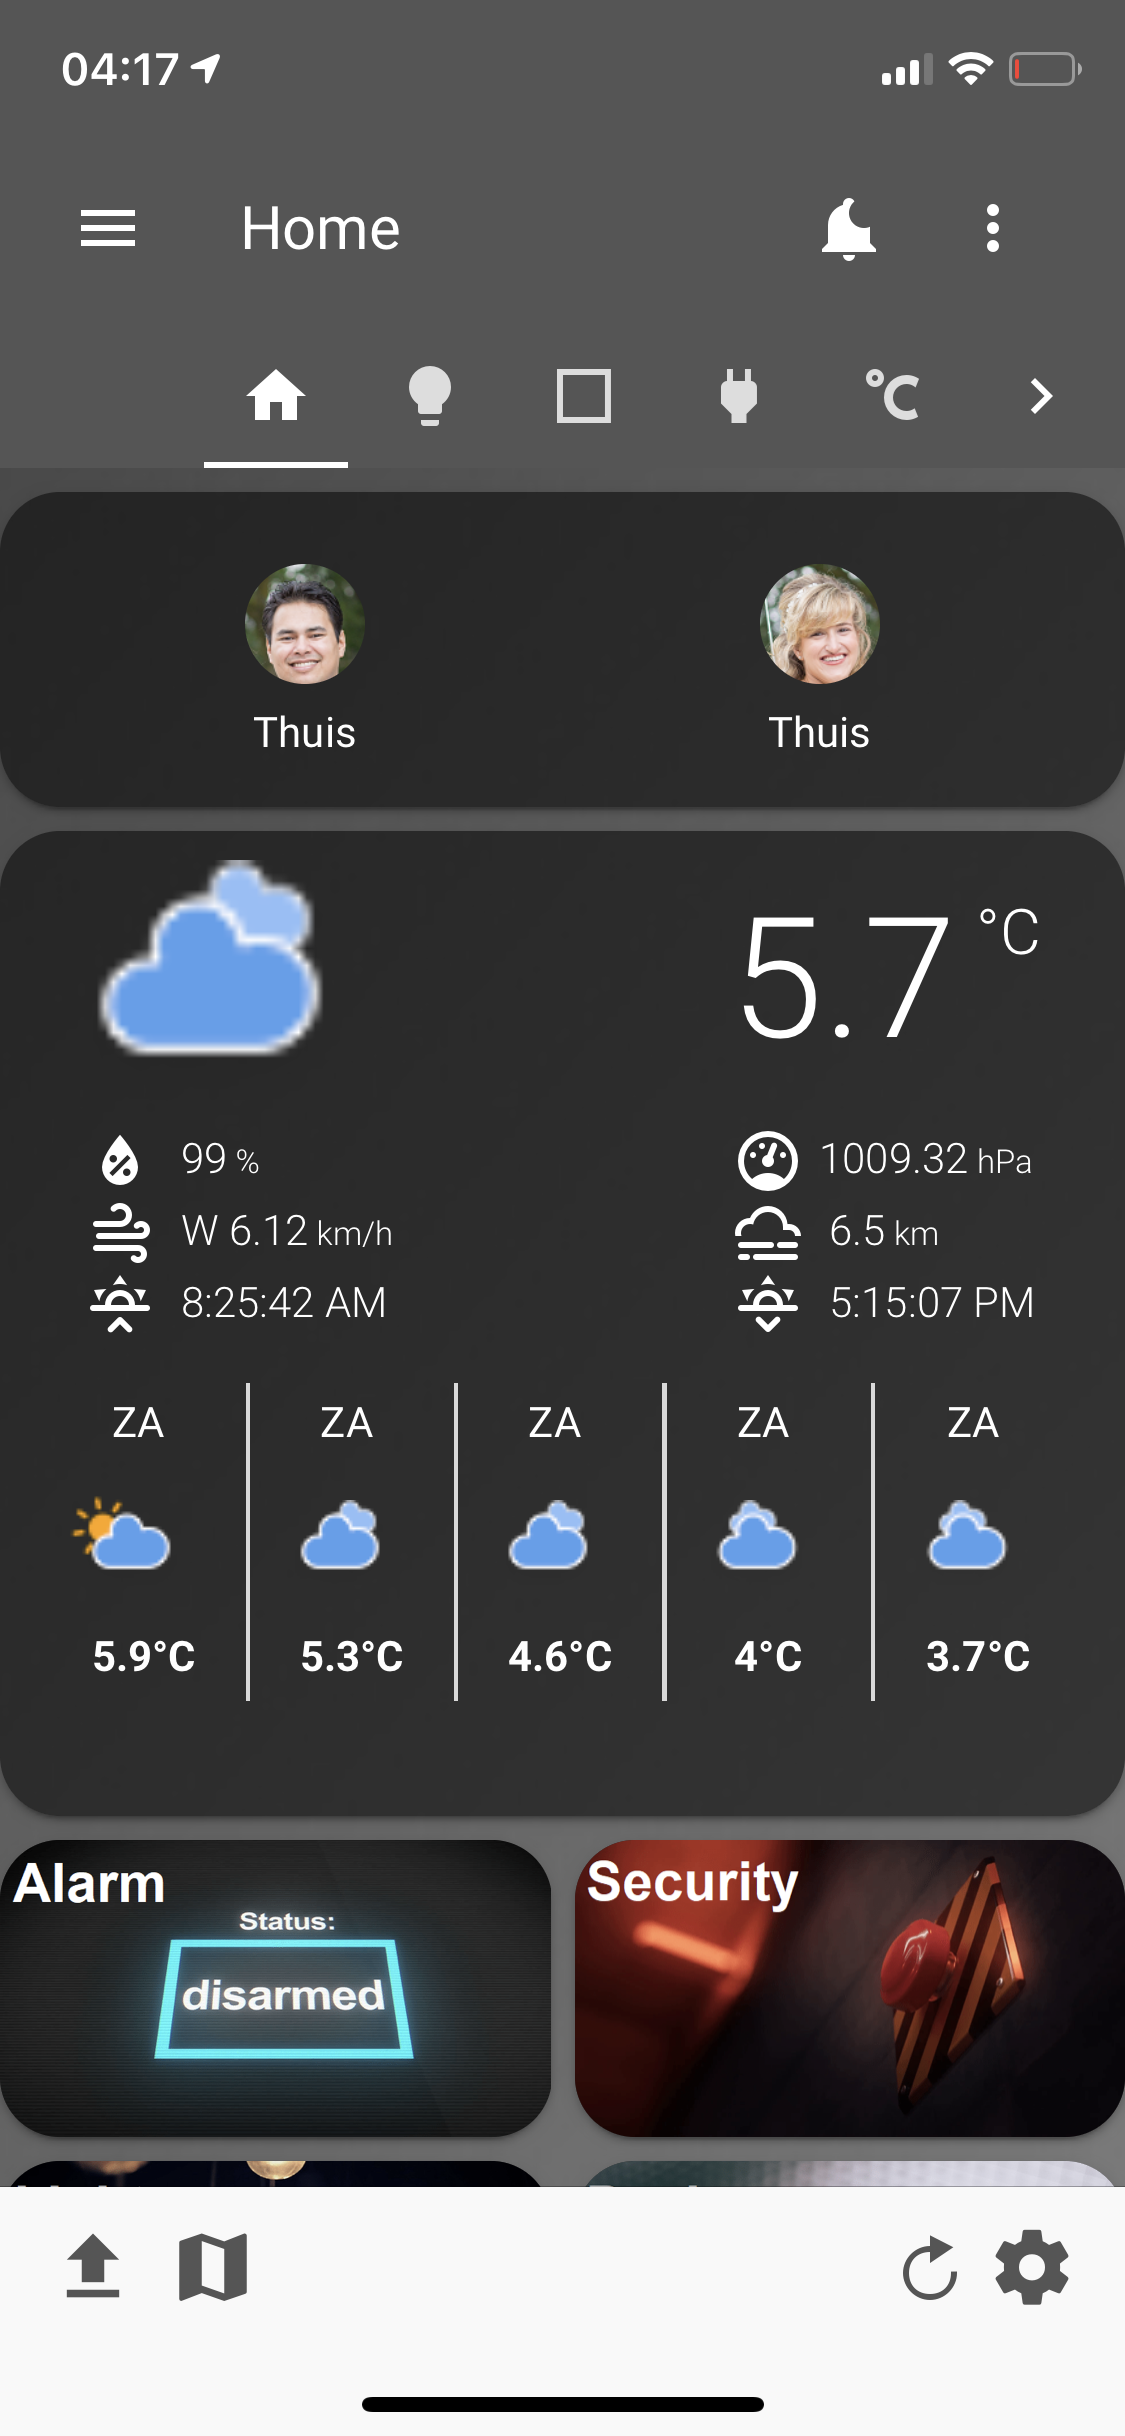 04:17
Home
°C
Thuis Thuis
5.7 °C
99 % 1009.32 hPa
W 6.12 km/h 6.5 km
8:25:42 AM 5:15:07 PM
ZA ZA ZA ZA ZA
5.9°C 5.3°C 4.6°C 4°C 3.7°C
Alarm
Status:
disarmed
Security